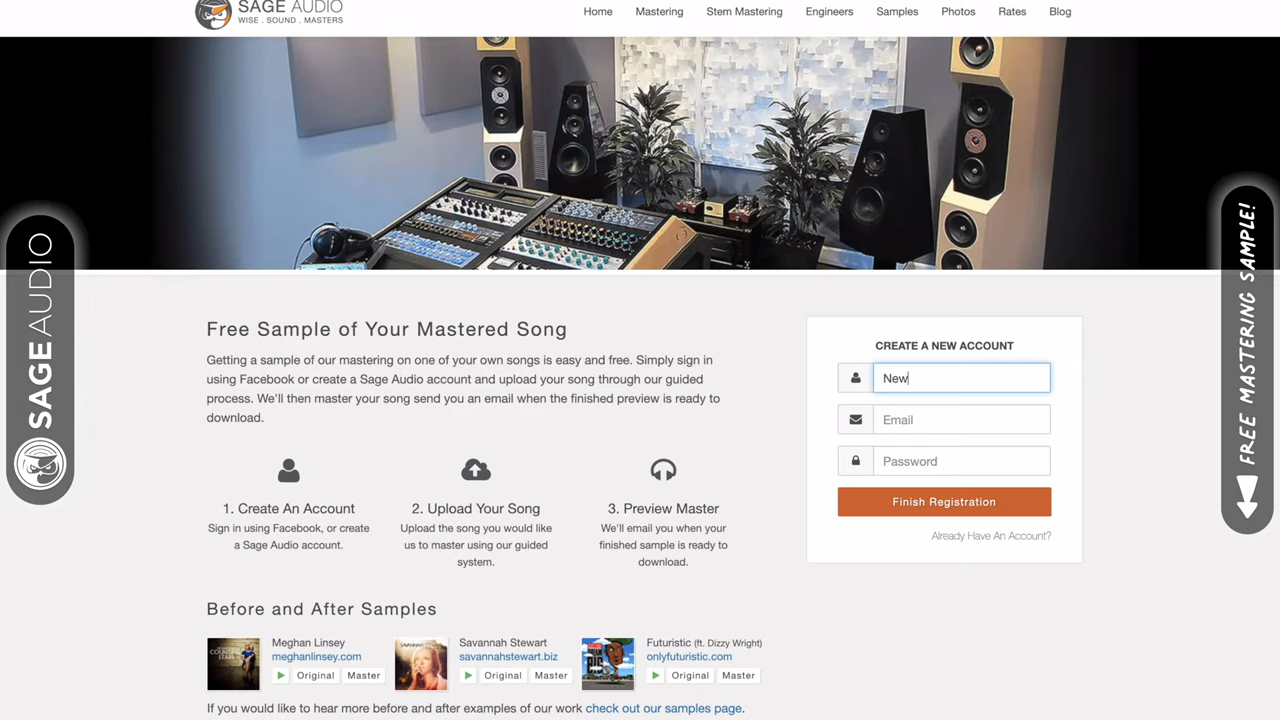 SAGE AUDIO
WISE . SOUND . MASTERS
Home
Mastering
Stem Mastering
Engineers
Samples
Photos
Rates
Blog
SAGE AUDIO
FREE MASTERING SAMPLE!
Free Sample of Your Mastered Song
Getting a sample of our mastering on one of your own songs is easy and free. Simply sign in
using Facebook or create a Sage Audio account and upload your song through our guided
process. We'll then master your song send you an email when the finished preview is ready to
download.
1. Create An Account
Sign in using Facebook, or create
a Sage Audio account.
2. Upload Your Song
Upload the song you would like
us to master using our guided
system.
3. Preview Master
We'll email you when your
finished sample is ready to
download.
CREATE A NEW ACCOUNT
New
Email
Password
Finish Registration
Already Have An Account?
Before and After Samples
Meghan Linsey
meghanlinsey.com
Original Master
Savannah Stewart
savannahstewart.biz
Original Master
Futuristic (ft. Dizzy Wright)
onlyfuturistic.com
Original Master
If you would like to hear more before and after examples of our work check out our samples page.